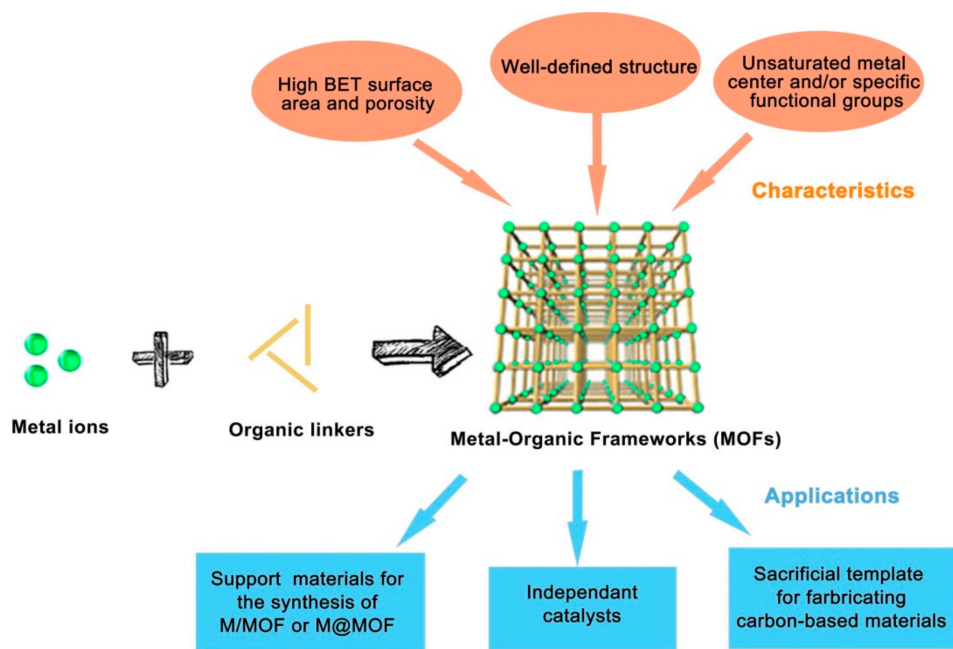 High BET surface
area and porosity
Well-defined structure
Unsaturated metal
center and/or specific
functional groups
Characteristics
Metal ions
Organic linkers
Metal-Organic Frameworks (MOFs)
Applications
Support materials for
the synthesis of
M/MOF or M@MOF
Independant
catalysts
Sacrificial template
for farbricating
carbon-based materials